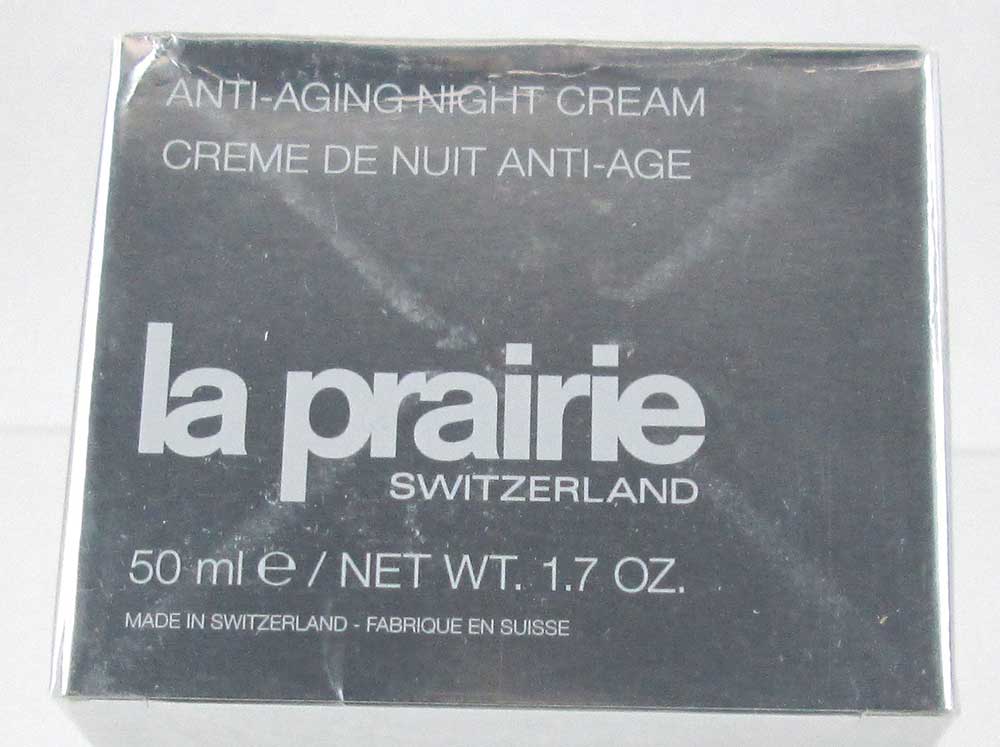 ANTI-AGING NIGHT CREAM
CREME DE NUIT ANTI-AGE
la prairie
SWITZERLAND
50 ml ℮ / NET WT. 1.7 OZ.
MADE IN SWITZERLAND - FABRIQUE EN SUISSE